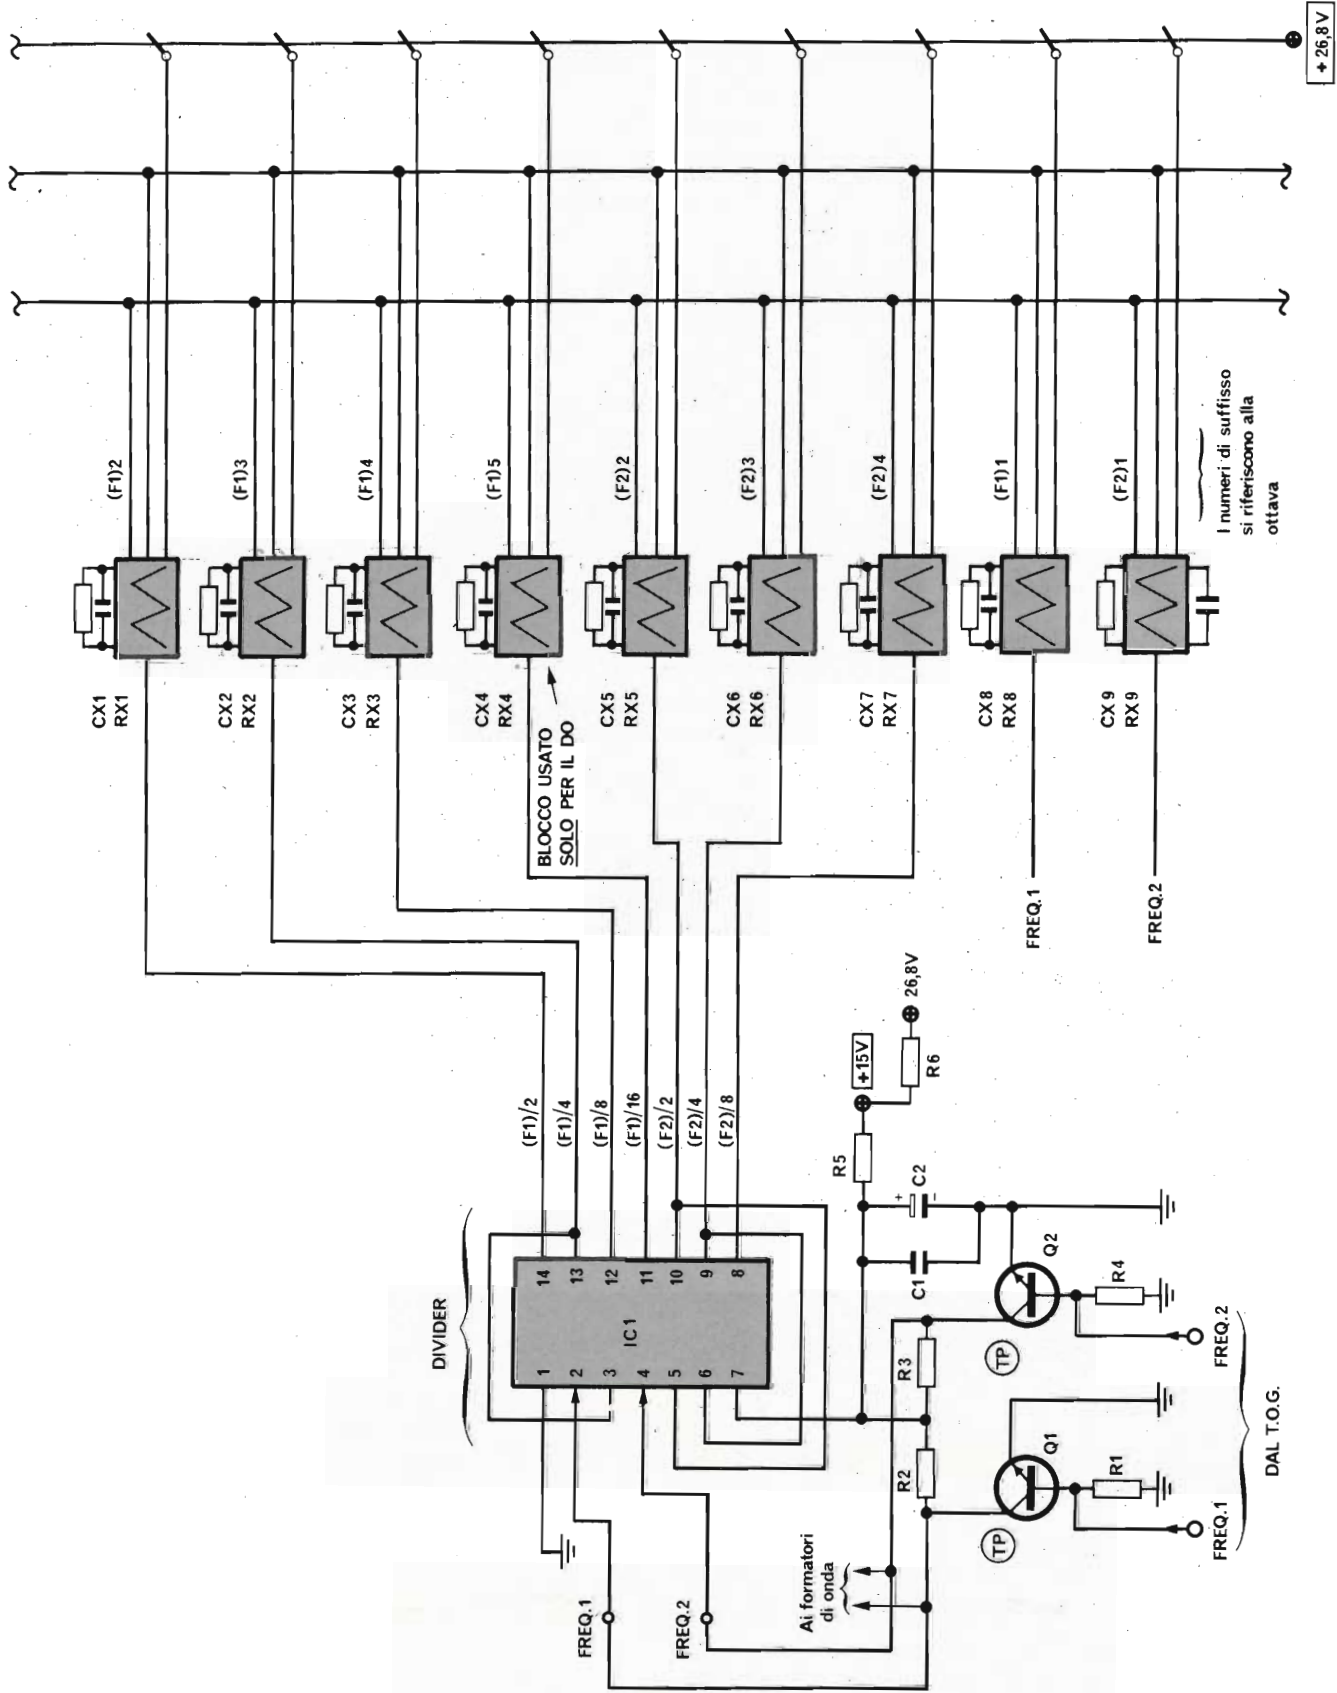 + 26,8V
(F1)2
(F1)3
(F1)4
(F1)5
(F2)2
(F2)3
(F2)4
(F1)1
(F2)1
I numeri di suffisso
si riferiscono alla
ottava
CX1
RX1
CX2
RX2
CX3
RX3
CX4
RX4
CX5
RX5
CX6
RX6
CX7
RX7
CX8
RX8
CX9
RX9
BLOCCO USATO
SOLO PER IL DO
FREQ.1
FREQ.2
(F1)/2
(F1)/4
(F1)/8
(F1)/16
(F2)/2
(F2)/4
(F2)/8
+15V
26,8V
R6
R5
C2
+
-
C1
DIVIDER
14
13
12
11
10
9
8
IC1
1
2
3
4
5
6
7
R3
R2
Q2
R4
TP
FREQ.2
Q1
R1
TP
FREQ.1
DAL T.O.G.
Ai formatori
di onda
FREQ.1
FREQ.2